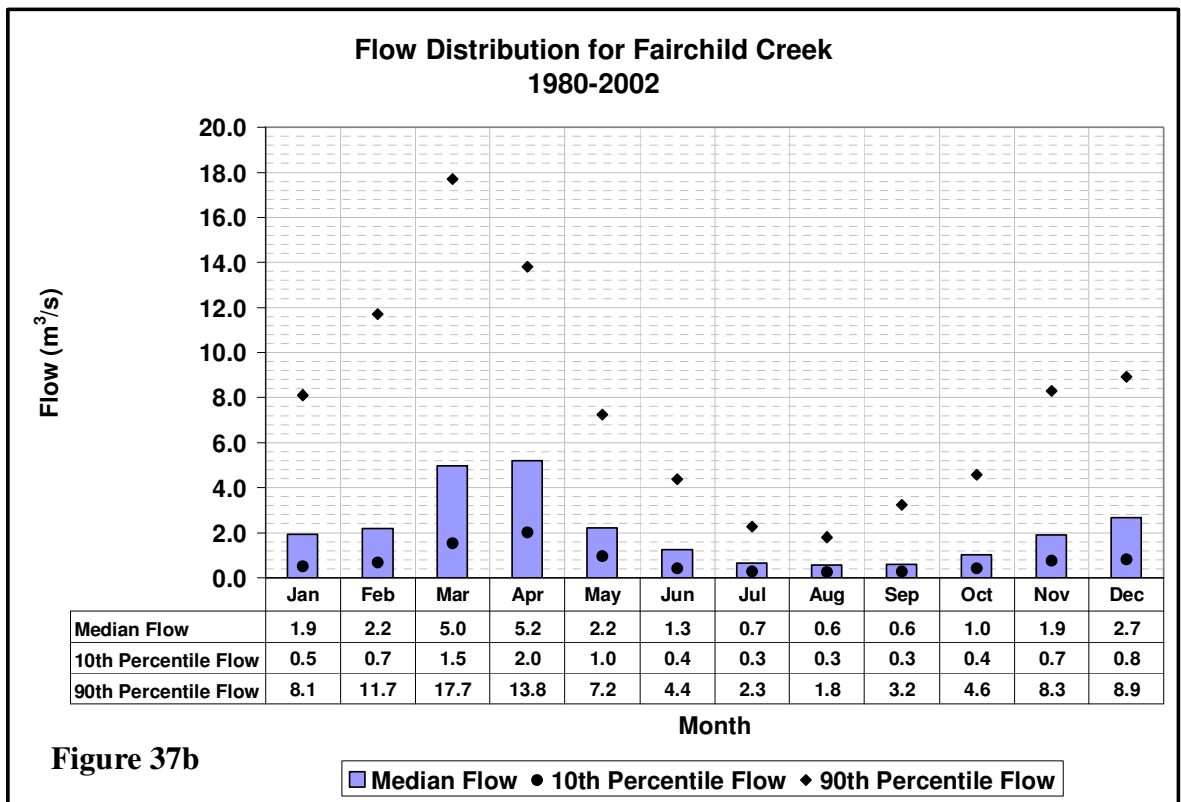 Flow Distribution for Fairchild Creek
1980-2002
20.0
18.0
16.0
14.0
12.0
10.0
8.0
6.0
4.0
2.0
0.0
Flow (m³/s)
Jan Feb Mar Apr May Jun Jul Aug Sep Oct Nov Dec
Median Flow 1.9 2.2 5.0 5.2 2.2 1.3 0.7 0.6 0.6 1.0 1.9 2.7
10th Percentile Flow 0.5 0.7 1.5 2.0 1.0 0.4 0.3 0.3 0.3 0.4 0.7 0.8
90th Percentile Flow 8.1 11.7 17.7 13.8 7.2 4.4 2.3 1.8 3.2 4.6 8.3 8.9
Month
Figure 37b
Median Flow 10th Percentile Flow 90th Percentile Flow